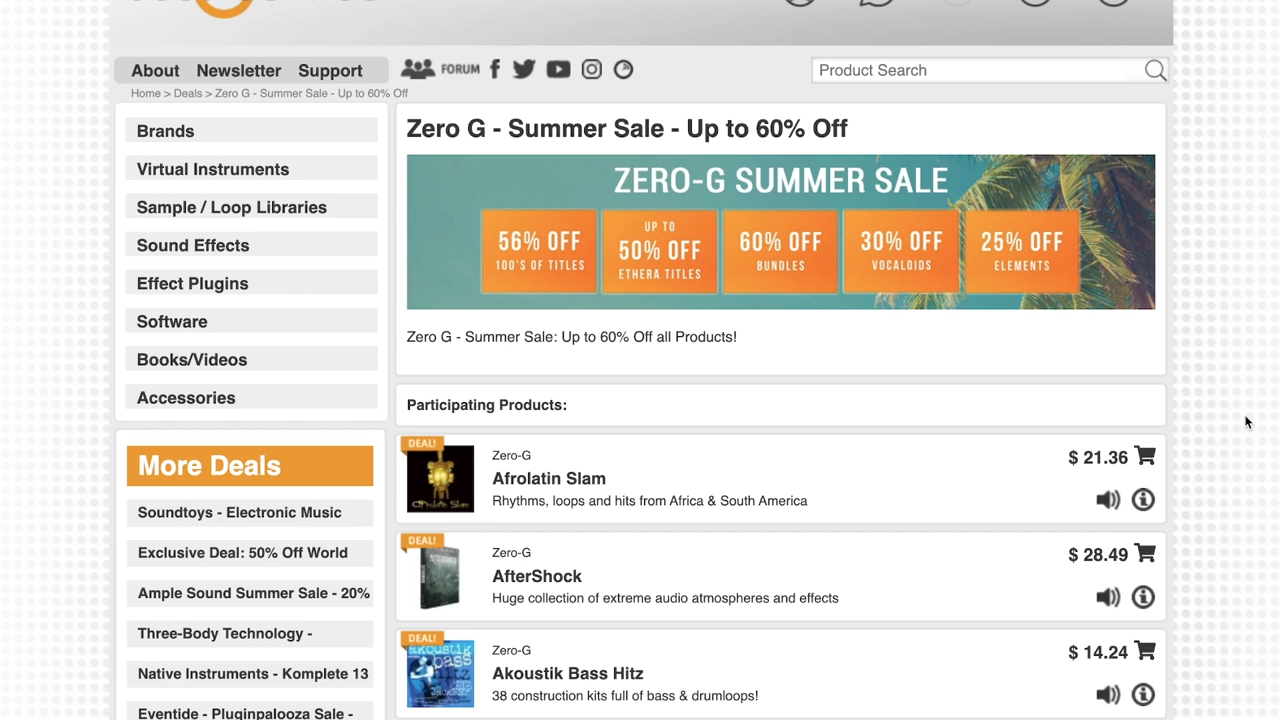 About Newsletter Support
FORUM
Product Search
Home > Deals > Zero G - Summer Sale - Up to 60% Off
Brands
Virtual Instruments
Sample / Loop Libraries
Sound Effects
Effect Plugins
Software
Books/Videos
Accessories
More Deals
Soundtoys - Electronic Music
Exclusive Deal: 50% Off World
Ample Sound Summer Sale - 20%
Three-Body Technology -
Native Instruments - Komplete 13
Eventide - Pluginpalooza Sale -
Zero G - Summer Sale - Up to 60% Off
ZERO-G SUMMER SALE
56% OFF
100'S OF TITLES
UP TO
50% OFF
ETHERA TITLES
60% OFF
BUNDLES
30% OFF
VOCALOIDS
25% OFF
ELEMENTS
Zero G - Summer Sale: Up to 60% Off all Products!
Participating Products:
DEAL!
Afrolatin Slam
Zero-G
Afrolatin Slam
Rhythms, loops and hits from Africa & South America
$ 21.36
DEAL!
Zero-G
AfterShock
Huge collection of extreme audio atmospheres and effects
$ 28.49
DEAL!
akoustik
bass
hitz
Zero-G
Akoustik Bass Hitz
38 construction kits full of bass & drumloops!
$ 14.24